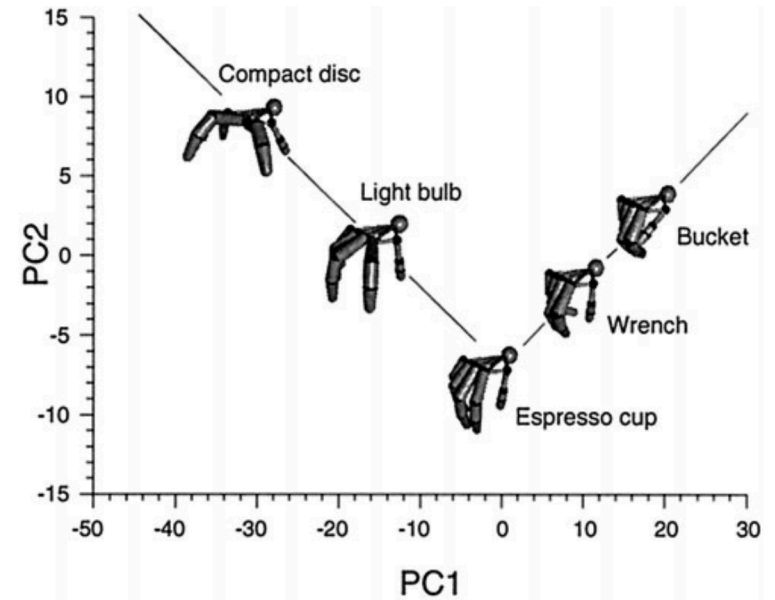 15
10
5
0
-5
-10
-15
PC2
Compact disc
Light bulb
Bucket
Wrench
Espresso cup
-50 -40 -30 -20 -10 0 10 20 30
PC1